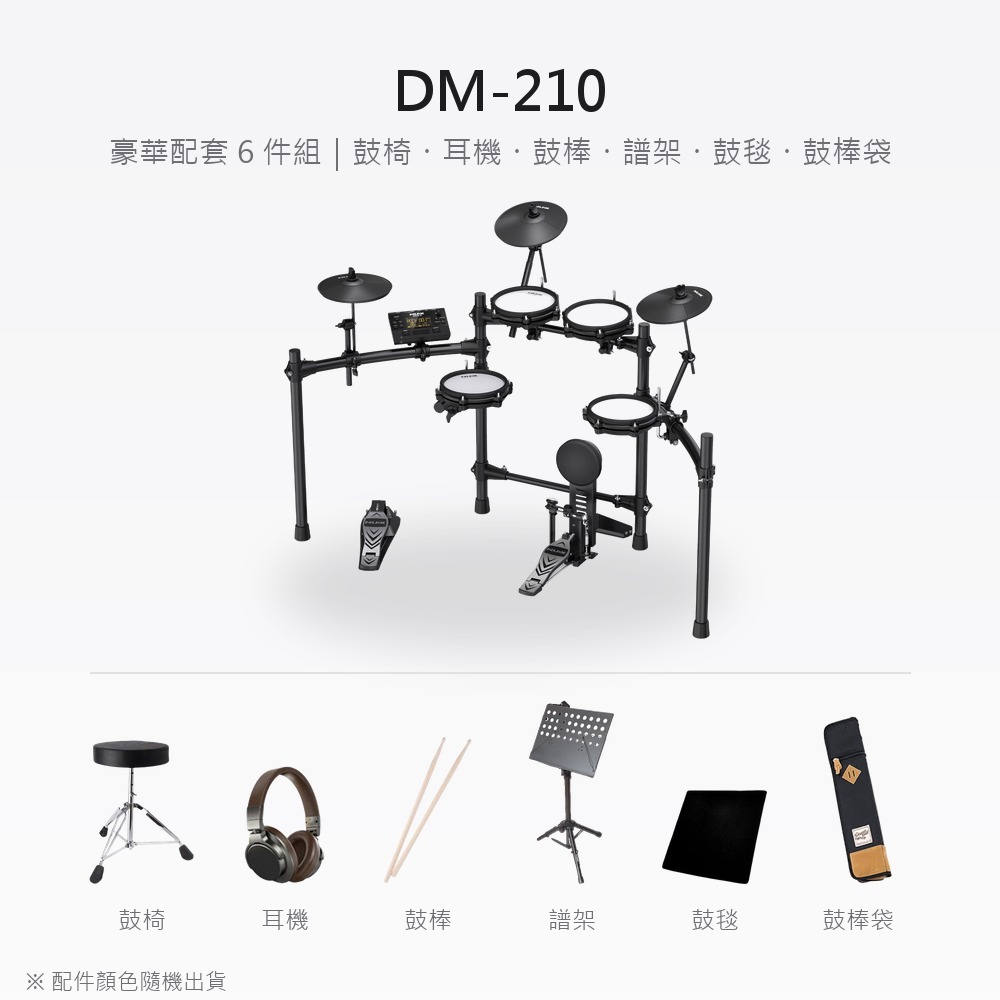 DM-210
豪華配套 6 件組 | 鼓椅 · 耳機 · 鼓棒 · 譜架 · 鼓毯 · 鼓棒袋
鼓椅
耳機
鼓棒
譜架
鼓毯
鼓棒袋
※ 配件顏色隨機出貨